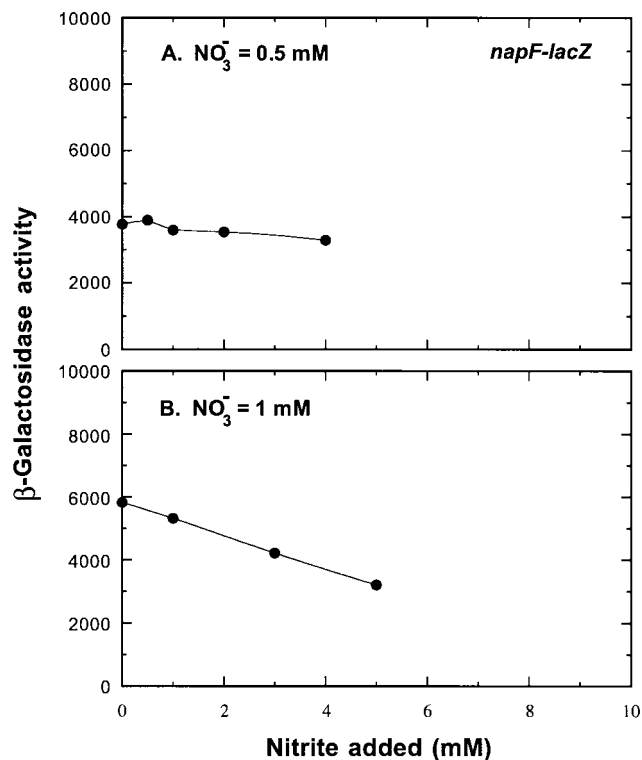 10000
A. NO₃⁻ = 0.5 mM
napF-lacZ
8000
6000
4000
2000
0
10000
B. NO₃⁻ = 1 mM
8000
6000
4000
2000
0
0 2 4 6 8 10
Nitrite added (mM)
β-Galactosidase activity